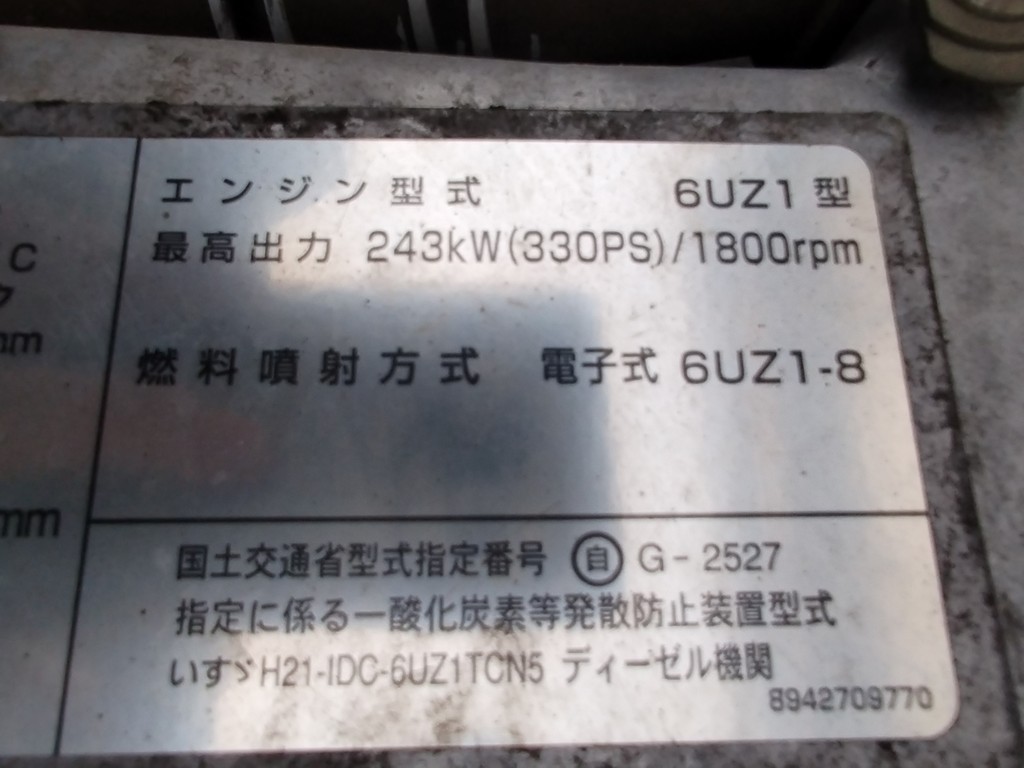 エンジン型式 6UZ1型
最高出力 243kW(330PS)/1800rpm
C
mm
燃料噴射方式 電子式 6UZ1-8
mm
国土交通省型式指定番号 自 G-2527
指定に係る一酸化炭素等発散防止装置型式
いすゞH21-IDC-6UZ1TCN5 ディーゼル機関
8942709770